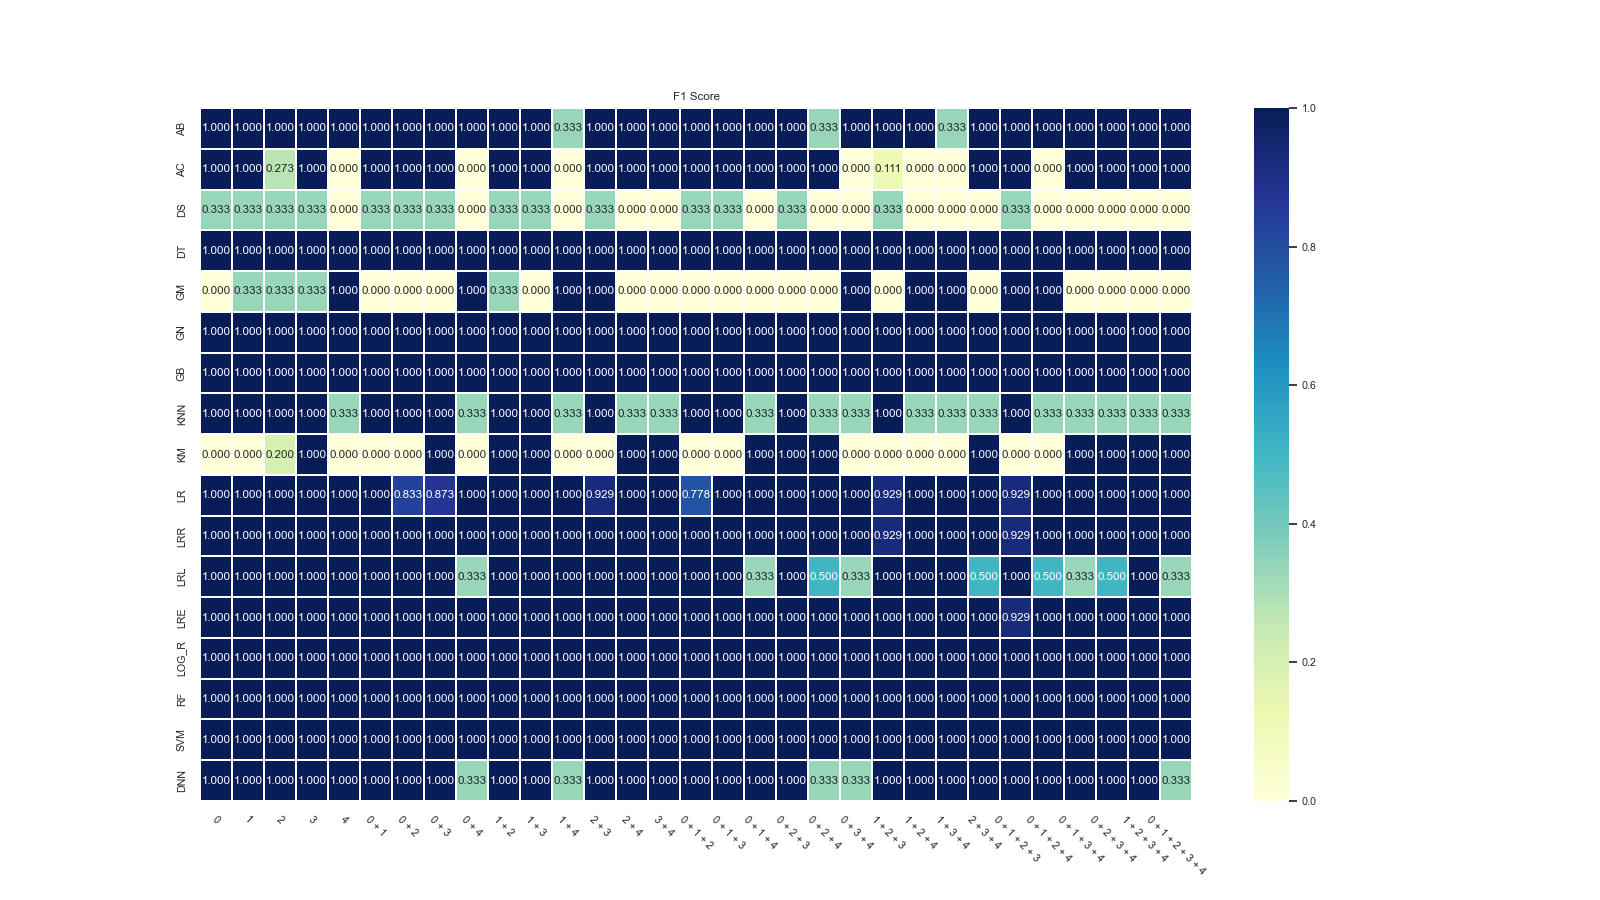 F1 Score
AB 1.000 1.000 1.000 1.000 1.000 1.000 1.000 1.000 1.000 1.000 1.000 0.333 1.000 1.000 1.000 1.000 1.000 1.000 1.000 0.333 1.000 1.000 1.000 0.333 1.000 1.000 1.000 1.000 1.000 1.000 1.000
AC 1.000 1.000 0.273 1.000 0.000 1.000 1.000 1.000 0.000 1.000 1.000 0.000 1.000 1.000 1.000 1.000 1.000 1.000 1.000 1.000 0.000 0.111 0.000 0.000 1.000 1.000 0.000 1.000 1.000 1.000 1.000
DS 0.333 0.333 0.333 0.333 0.000 0.333 0.333 0.333 0.000 0.333 0.333 0.000 0.333 0.000 0.000 0.333 0.333 0.000 0.333 0.000 0.000 0.333 0.000 0.000 0.000 0.333 0.000 0.000 0.000 0.000 0.000
DT 1.000 1.000 1.000 1.000 1.000 1.000 1.000 1.000 1.000 1.000 1.000 1.000 1.000 1.000 1.000 1.000 1.000 1.000 1.000 1.000 1.000 1.000 1.000 1.000 1.000 1.000 1.000 1.000 1.000 1.000 1.000
GM 0.000 0.333 0.333 0.333 1.000 0.000 0.000 0.000 1.000 0.333 0.000 1.000 1.000 0.000 0.000 0.000 0.000 0.000 0.000 0.000 1.000 0.000 1.000 1.000 0.000 1.000 1.000 0.000 0.000 0.000 0.000
GN 1.000 1.000 1.000 1.000 1.000 1.000 1.000 1.000 1.000 1.000 1.000 1.000 1.000 1.000 1.000 1.000 1.000 1.000 1.000 1.000 1.000 1.000 1.000 1.000 1.000 1.000 1.000 1.000 1.000 1.000 1.000
GB 1.000 1.000 1.000 1.000 1.000 1.000 1.000 1.000 1.000 1.000 1.000 1.000 1.000 1.000 1.000 1.000 1.000 1.000 1.000 1.000 1.000 1.000 1.000 1.000 1.000 1.000 1.000 1.000 1.000 1.000 1.000
KNN 1.000 1.000 1.000 1.000 0.333 1.000 1.000 1.000 0.333 1.000 1.000 0.333 1.000 0.333 0.333 1.000 1.000 0.333 1.000 0.333 0.333 1.000 0.333 0.333 0.333 1.000 0.333 0.333 0.333 0.333 0.333
KM 0.000 0.000 0.200 1.000 0.000 0.000 0.000 1.000 0.000 1.000 1.000 0.000 0.000 1.000 1.000 0.000 0.000 1.000 1.000 1.000 0.000 0.000 0.000 0.000 1.000 0.000 0.000 1.000 1.000 1.000 1.000
LR 1.000 1.000 1.000 1.000 1.000 1.000 0.833 0.873 1.000 1.000 1.000 1.000 0.929 1.000 1.000 0.778 1.000 1.000 1.000 1.000 1.000 0.929 1.000 1.000 1.000 0.929 1.000 1.000 1.000 1.000 1.000
LRR 1.000 1.000 1.000 1.000 1.000 1.000 1.000 1.000 1.000 1.000 1.000 1.000 1.000 1.000 1.000 1.000 1.000 1.000 1.000 1.000 1.000 0.929 1.000 1.000 1.000 0.929 1.000 1.000 1.000 1.000 1.000
LRL 1.000 1.000 1.000 1.000 1.000 1.000 1.000 1.000 0.333 1.000 1.000 1.000 1.000 1.000 1.000 1.000 1.000 0.333 1.000 0.500 0.333 1.000 1.000 1.000 0.500 1.000 0.500 0.333 0.500 1.000 0.333
LRE 1.000 1.000 1.000 1.000 1.000 1.000 1.000 1.000 1.000 1.000 1.000 1.000 1.000 1.000 1.000 1.000 1.000 1.000 1.000 1.000 1.000 1.000 1.000 1.000 1.000 0.929 1.000 1.000 1.000 1.000 1.000
LOG_R 1.000 1.000 1.000 1.000 1.000 1.000 1.000 1.000 1.000 1.000 1.000 1.000 1.000 1.000 1.000 1.000 1.000 1.000 1.000 1.000 1.000 1.000 1.000 1.000 1.000 1.000 1.000 1.000 1.000 1.000 1.000
RF 1.000 1.000 1.000 1.000 1.000 1.000 1.000 1.000 1.000 1.000 1.000 1.000 1.000 1.000 1.000 1.000 1.000 1.000 1.000 1.000 1.000 1.000 1.000 1.000 1.000 1.000 1.000 1.000 1.000 1.000 1.000
SVM 1.000 1.000 1.000 1.000 1.000 1.000 1.000 1.000 1.000 1.000 1.000 1.000 1.000 1.000 1.000 1.000 1.000 1.000 1.000 1.000 1.000 1.000 1.000 1.000 1.000 1.000 1.000 1.000 1.000 1.000 1.000
DNN 1.000 1.000 1.000 1.000 1.000 1.000 1.000 1.000 0.333 1.000 1.000 0.333 1.000 1.000 1.000 1.000 1.000 1.000 1.000 0.333 0.333 1.000 1.000 1.000 1.000 1.000 1.000 1.000 1.000 1.000 0.333
0
1
2
3
4
0 + 1
0 + 2
0 + 3
0 + 4
1 + 2
1 + 3
1 + 4
2 + 3
2 + 4
3 + 4
0 + 1 + 2
0 + 1 + 3
0 + 1 + 4
0 + 2 + 3
0 + 2 + 4
0 + 3 + 4
1 + 2 + 3
1 + 2 + 4
1 + 3 + 4
2 + 3 + 4
0 + 1 + 2 + 3
0 + 1 + 2 + 4
0 + 1 + 3 + 4
0 + 2 + 3 + 4
1 + 2 + 3 + 4
0 + 1 + 2 + 3 + 4
1.0
0.8
0.6
0.4
0.2
0.0